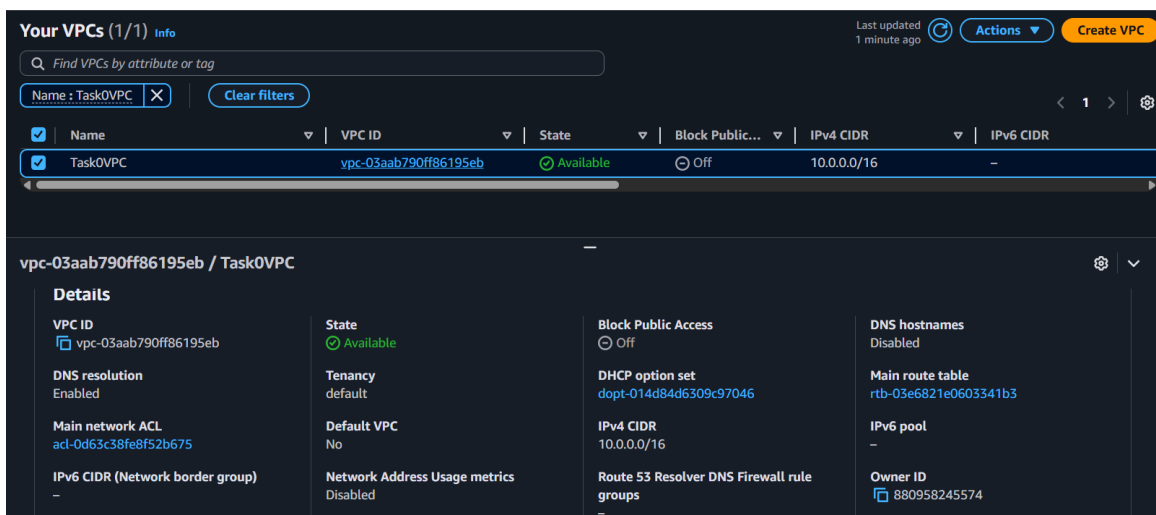 Your VPCs (1/1) Info
Last updated
1 minute ago
Actions
Create VPC
Find VPCs by attribute or tag
Name : Task0VPC
Clear filters
1
Name VPC ID State Block Public... IPv4 CIDR IPv6 CIDR
Task0VPC vpc-03aab790ff86195eb Available Off 10.0.0.0/16 –
vpc-03aab790ff86195eb / Task0VPC
Details
VPC ID State Block Public Access DNS hostnames
vpc-03aab790ff86195eb Available Off Disabled
DNS resolution Tenancy DHCP option set Main route table
Enabled default dopt-014d84d6309c97046 rtb-03e6821e0603341b3
Main network ACL Default VPC IPv4 CIDR IPv6 pool
acl-0d63c38fe8f52b675 No 10.0.0.0/16 –
IPv6 CIDR (Network border group) Network Address Usage metrics Route 53 Resolver DNS Firewall rule Owner ID
– Disabled groups 880958245574
–